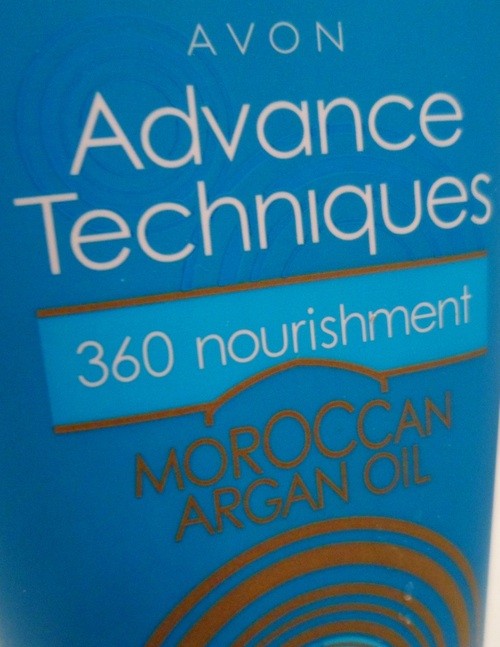 AVON
Advance
Techniques
360 nourishment
MOROCCAN
ARGAN OIL